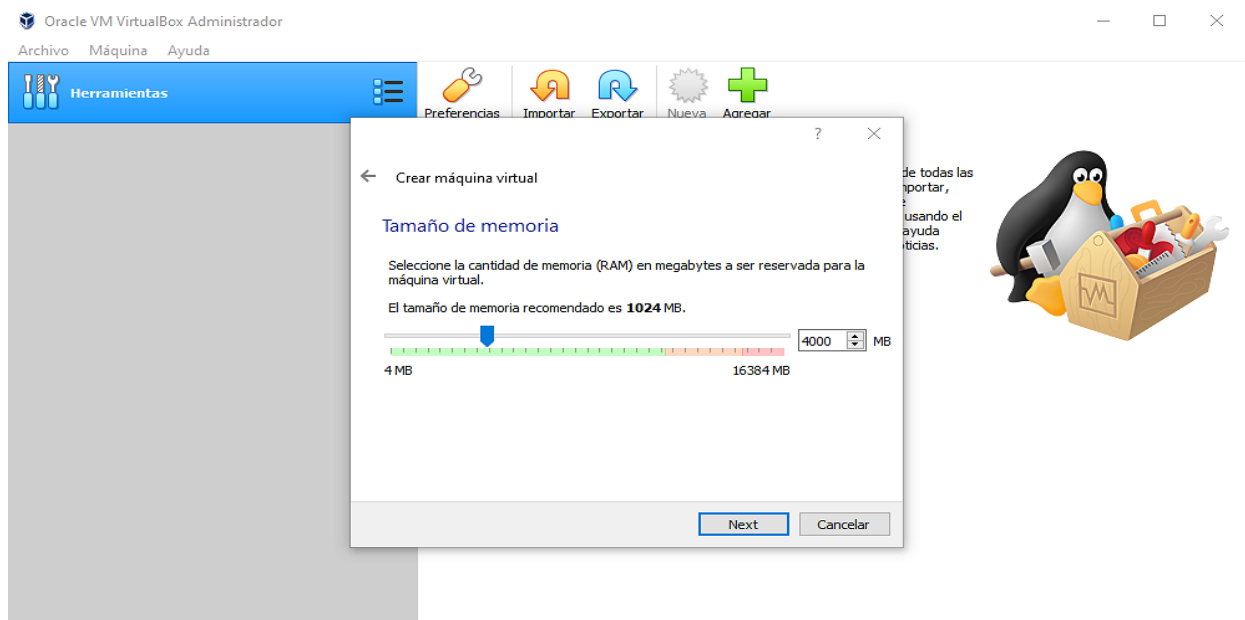 Oracle VM VirtualBox Administrador
Archivo Máquina Ayuda
Herramientas
Preferencias Importar Exportar Nueva Agregar
?
de todas las
usando el
ayuda
Crear máquina virtual
Tamaño de memoria
Seleccione la cantidad de memoria (RAM) en megabytes a ser reservada para la
máquina virtual.
El tamaño de memoria recomendado es 1024 MB.
4000 MB
4 MB 16384 MB
Next Cancelar